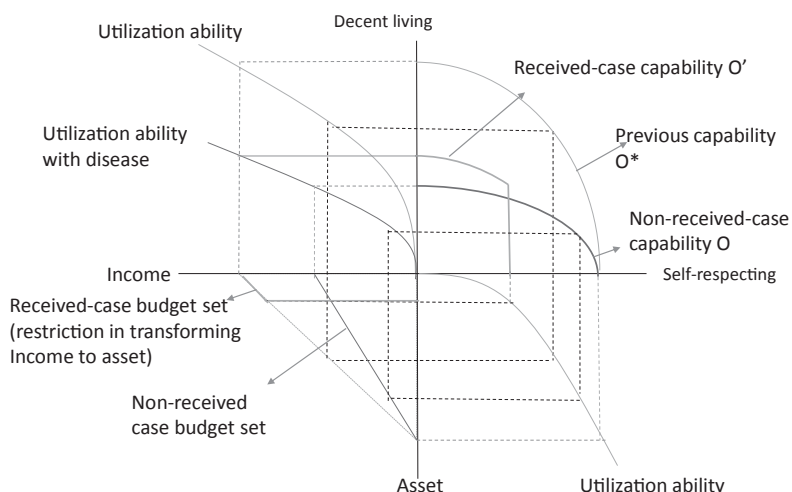 Decent living
Utilization ability
Received-case capability O’
Utilization ability
with disease
Previous capability
O*
Non-received-case
capability O
Income
Self-respecting
Received-case budget set
(restriction in transforming
Income to asset)
Non-received
case budget set
Asset
Utilization ability